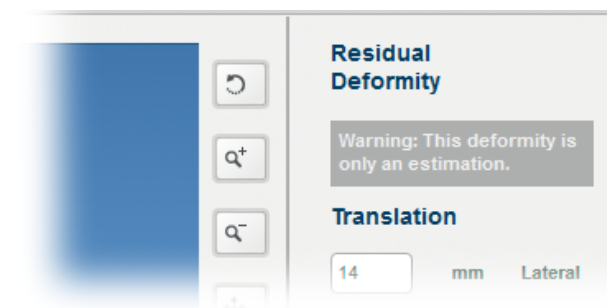 Residual
Deformity
Warning: This deformity is
only an estimation.
Translation
14 mm Lateral